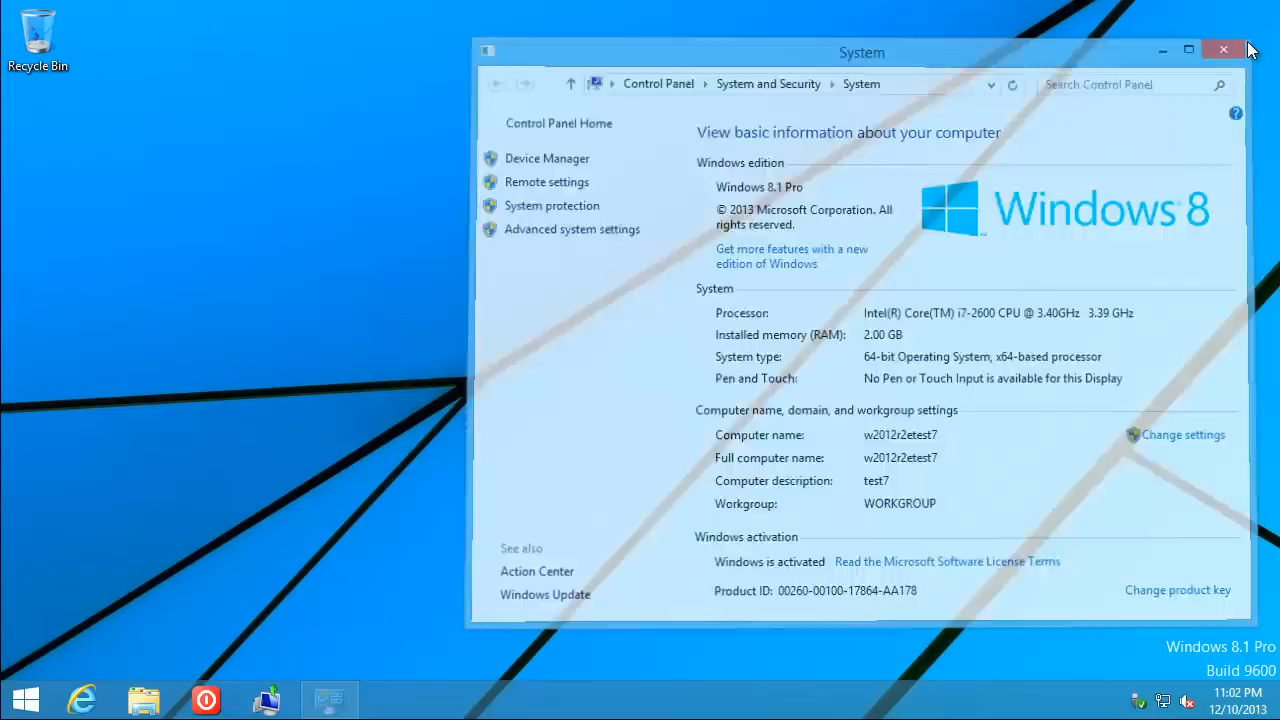 Recycle Bin
System
Control Panel
System and Security
System
Search Control Panel
Control Panel Home
Device Manager
Remote settings
System protection
Advanced system settings
See also
Action Center
Windows Update
View basic information about your computer
Windows edition
Windows 8.1 Pro
© 2013 Microsoft Corporation. All
rights reserved.
Get more features with a new
edition of Windows
Windows 8
System
Processor: Intel(R) Core(TM) i7-2600 CPU @ 3.40GHz 3.39 GHz
Installed memory (RAM): 2.00 GB
System type: 64-bit Operating System, x64-based processor
Pen and Touch: No Pen or Touch Input is available for this Display
Computer name, domain, and workgroup settings
Computer name: w2012r2etest7
Change settings
Full computer name: w2012r2etest7
Computer description: test7
Workgroup: WORKGROUP
Windows activation
Windows is activated Read the Microsoft Software License Terms
Product ID: 00260-00100-17864-AA178
Change product key
Windows 8.1 Pro
Build 9600
11:02 PM
12/10/2013